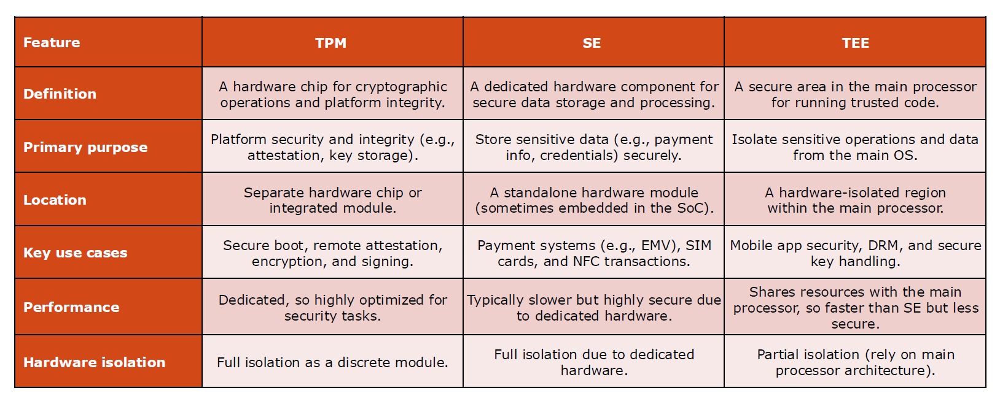 Feature
TPM
SE
TEE
Definition
A hardware chip for cryptographic
operations and platform integrity.
A dedicated hardware component for
secure data storage and processing.
A secure area in the main processor
for running trusted code.
Primary purpose
Platform security and integrity (e.g.,
attestation, key storage).
Store sensitive data (e.g., payment
info, credentials) securely.
Isolate sensitive operations and data
from the main OS.
Location
Separate hardware chip or
integrated module.
A standalone hardware module
(sometimes embedded in the SoC).
A hardware-isolated region
within the main processor.
Key use cases
Secure boot, remote attestation,
encryption, and signing.
Payment systems (e.g., EMV), SIM
cards, and NFC transactions.
Mobile app security, DRM, and secure
key handling.
Performance
Dedicated, so highly optimized for
security tasks.
Typically slower but highly secure due
to dedicated hardware.
Shares resources with the main
processor, so faster than SE but less
secure.
Hardware isolation
Full isolation as a discrete module.
Full isolation due to dedicated
hardware.
Partial isolation (rely on main
processor architecture).